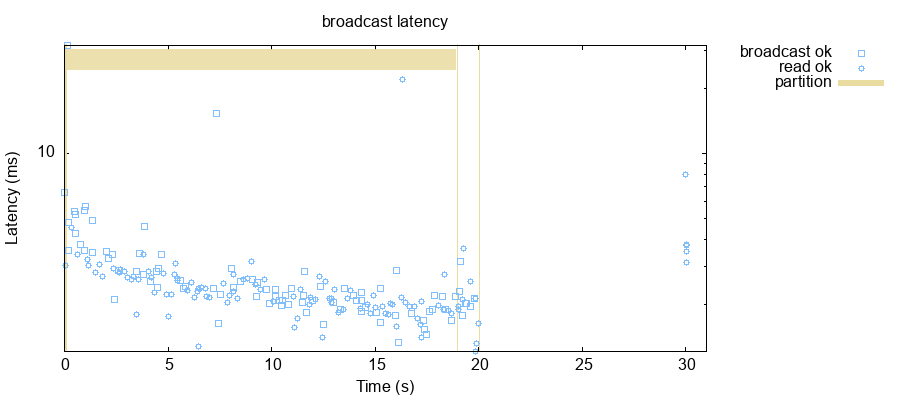 broadcast latency
broadcast ok
read ok
partition
10
Latency (ms)
0 5 10 15 20 25 30
Time (s)